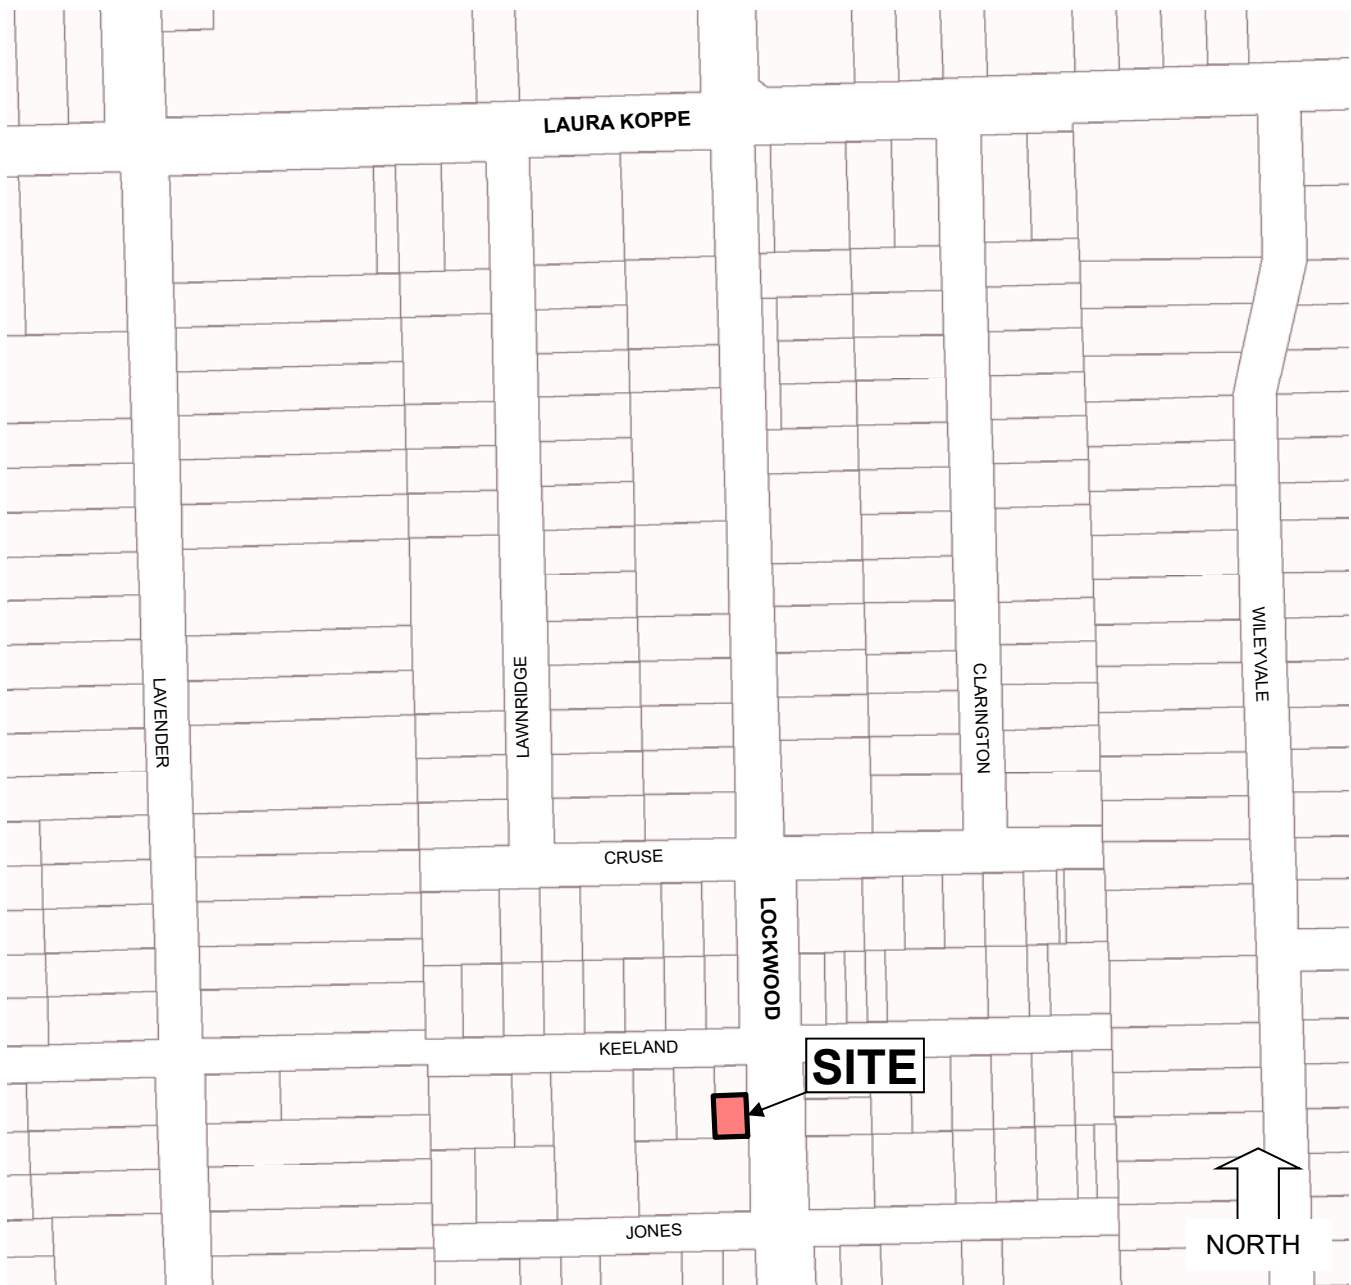 LAURA KOPPE
WILEYVALE
LAWNRIDGE
CLARINGTON
LAVENDER
CRUSE
LOCKWOOD
KEELAND
SITE
JONES
NORTH